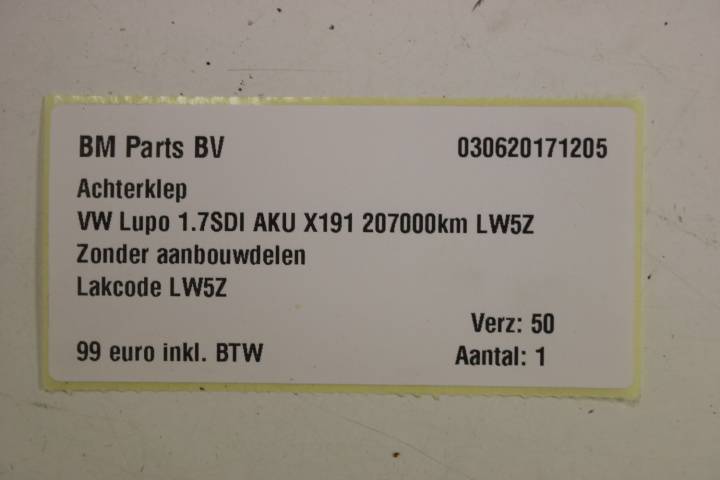 BM Parts BV 030620171205
Achterklep
VW Lupo 1.7SDI AKU X191 207000km LW5Z
Zonder aanbouwdelen
Lakcode LW5Z
Verz: 50
99 euro inkl. BTW Aantal: 1